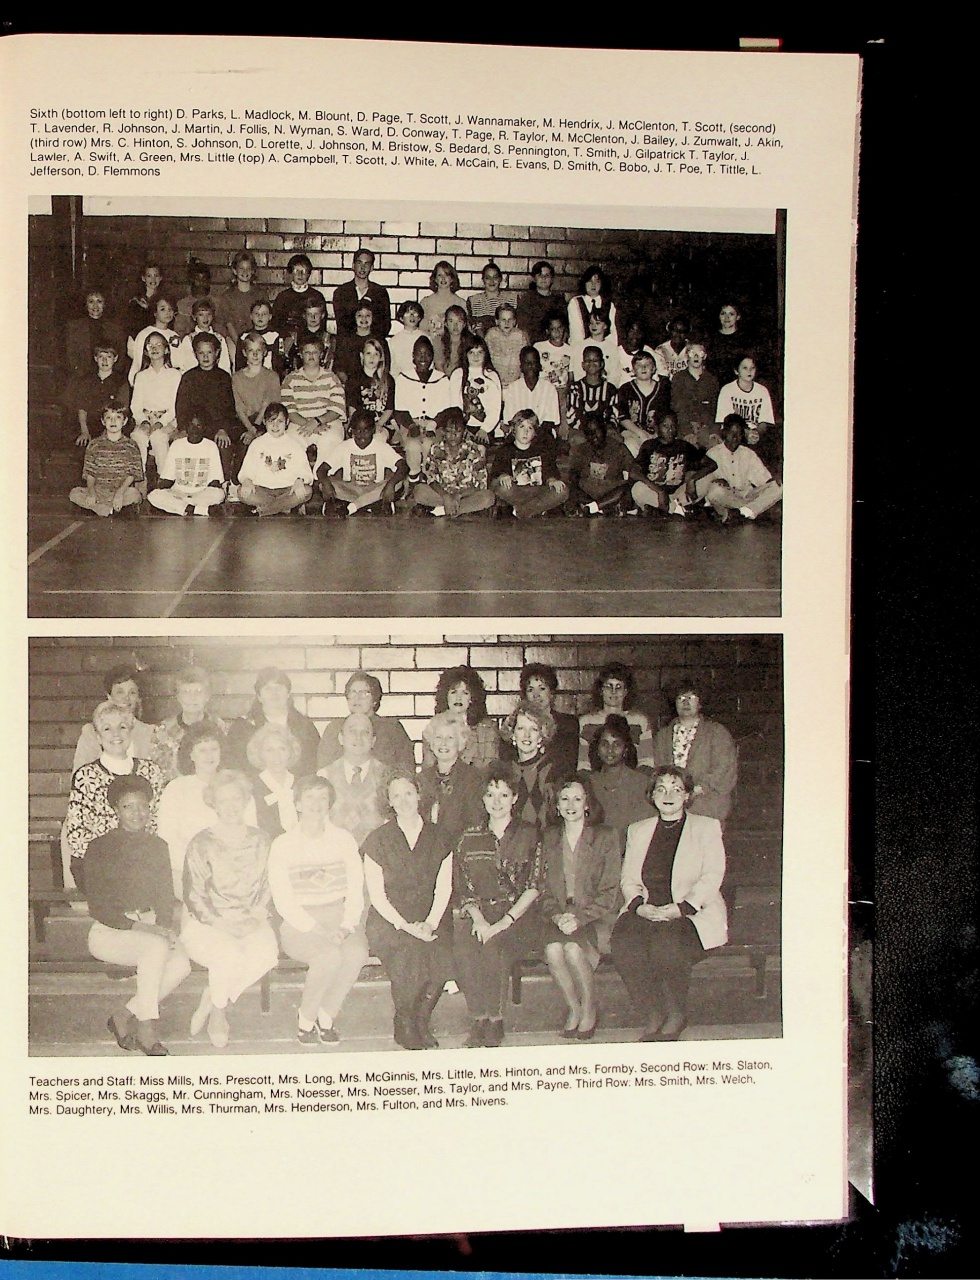 Sixth (bottom left to right) D. Parks, L. Madlock, M. Blount, D. Page, T. Scott, J. Wannamaker, M. Hendrix, J. McClenton, T. Scott, (second)
T. Lavender, R. Johnson, J. Martin, J. Follis, N. Wyman, S. Ward, D. Conway, T. Page, R. Taylor, M. McClenton, J. Bailey, J. Zumwalt, J. Akin,
(third row) Mrs. C. Hinton, S. Johnson, D. Lorette, J. Johnson, M. Bristow, S. Bedard, S. Pennington, T. Smith, J. Gilpatrick T. Taylor, J.
Lawler, A. Swift, A. Green, Mrs. Little (top) A. Campbell, T. Scott, J. White, A. McCain, E. Evans, D. Smith, C. Bobo, J. T. Poe, T. Tittle, L.
Jefferson, D. Flemmons
Teachers and Staff: Miss Mills, Mrs. Prescott, Mrs. Long, Mrs. McGinnis, Mrs. Little, Mrs. Hinton, and Mrs. Formby. Second Row: Mrs. Slaton,
Mrs. Spicer, Mrs. Skaggs, Mr. Cunningham, Mrs. Noesser, Mrs. Noesser, Mrs. Taylor, and Mrs. Payne. Third Row: Mrs. Smith, Mrs. Welch,
Mrs. Daughtery, Mrs. Willis, Mrs. Thurman, Mrs. Henderson, Mrs. Fulton, and Mrs. Nivens.